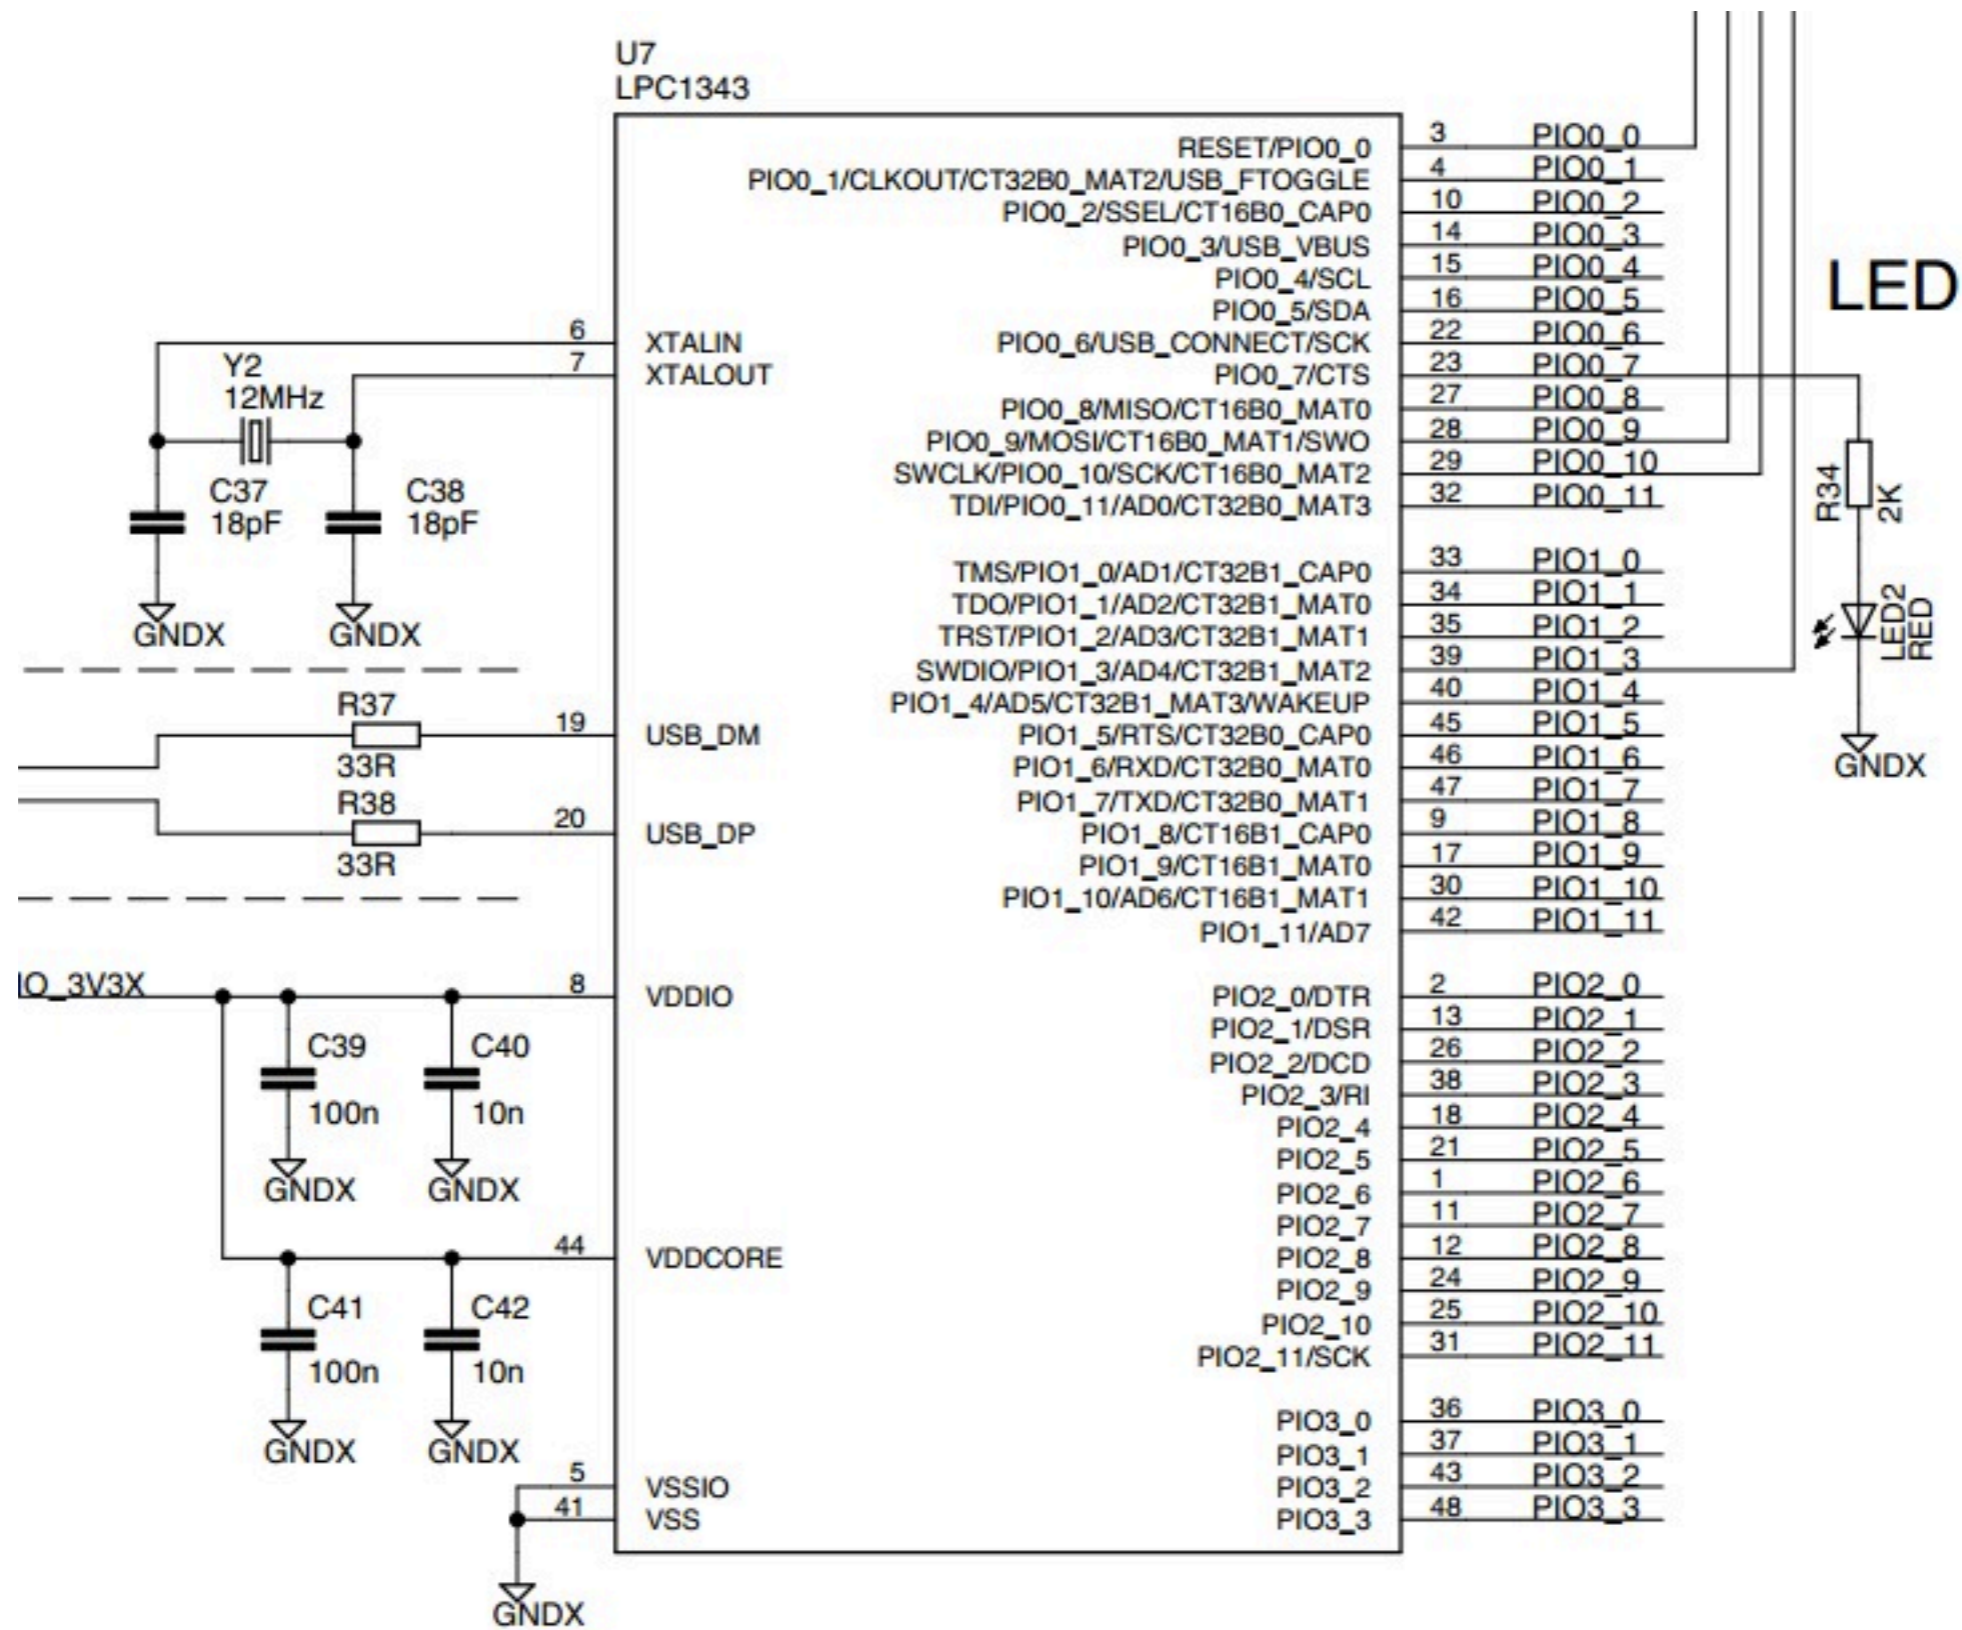 U7
LPC1343
RESET/PIO0_0 3 PIO0_0
PIO0_1/CLKOUT/CT32B0_MAT2/USB_FTOGGLE 4 PIO0_1
PIO0_2/SSEL/CT16B0_CAP0 10 PIO0_2
PIO0_3/USB_VBUS 14 PIO0_3
PIO0_4/SCL 15 PIO0_4
PIO0_5/SDA 16 PIO0_5
LED
6 XTALIN PIO0_6/USB_CONNECT/SCK 22 PIO0_6
7 XTALOUT PIO0_7/CTS 23 PIO0_7
Y2
12MHz
PIO0_8/MISO/CT16B0_MAT0 27 PIO0_8
PIO0_9/MOSI/CT16B0_MAT1/SWO 28 PIO0_9
SWCLK/PIO0_10/SCK/CT16B0_MAT2 29 PIO0_10
TDI/PIO0_11/AD0/CT32B0_MAT3 32 PIO0_11
C37
18pF
C38
18pF
R34
2K
GNDX
GNDX
TMS/PIO1_0/AD1/CT32B1_CAP0 33 PIO1_0
TDO/PIO1_1/AD2/CT32B1_MAT0 34 PIO1_1
TRST/PIO1_2/AD3/CT32B1_MAT1 35 PIO1_2
SWDIO/PIO1_3/AD4/CT32B1_MAT2 39 PIO1_3
PIO1_4/AD5/CT32B1_MAT3/WAKEUP 40 PIO1_4
LED2
RED
R37
33R
19 USB_DM PIO1_5/RTS/CT32B0_CAP0 45 PIO1_5
PIO1_6/RXD/CT32B0_MAT0 46 PIO1_6
GNDX
PIO1_7/TXD/CT32B0_MAT1 47 PIO1_7
R38
33R
20 USB_DP PIO1_8/CT16B1_CAP0 9 PIO1_8
PIO1_9/CT16B1_MAT0 17 PIO1_9
PIO1_10/AD6/CT16B1_MAT1 30 PIO1_10
PIO1_11/AD7 42 PIO1_11
IO_3V3X 8 VDDIO PIO2_0/DTR 2 PIO2_0
PIO2_1/DSR 13 PIO2_1
PIO2_2/DCD 26 PIO2_2
PIO2_3/RI 38 PIO2_3
PIO2_4 18 PIO2_4
PIO2_5 21 PIO2_5
PIO2_6 1 PIO2_6
PIO2_7 11 PIO2_7
C39
100n
C40
10n
GNDX
GNDX
44 VDDCORE PIO2_8 12 PIO2_8
PIO2_9 24 PIO2_9
PIO2_10 25 PIO2_10
PIO2_11/SCK 31 PIO2_11
C41
100n
C42
10n
GNDX
GNDX
PIO3_0 36 PIO3_0
PIO3_1 37 PIO3_1
5 VSSIO PIO3_2 43 PIO3_2
41 VSS PIO3_3 48 PIO3_3
GNDX